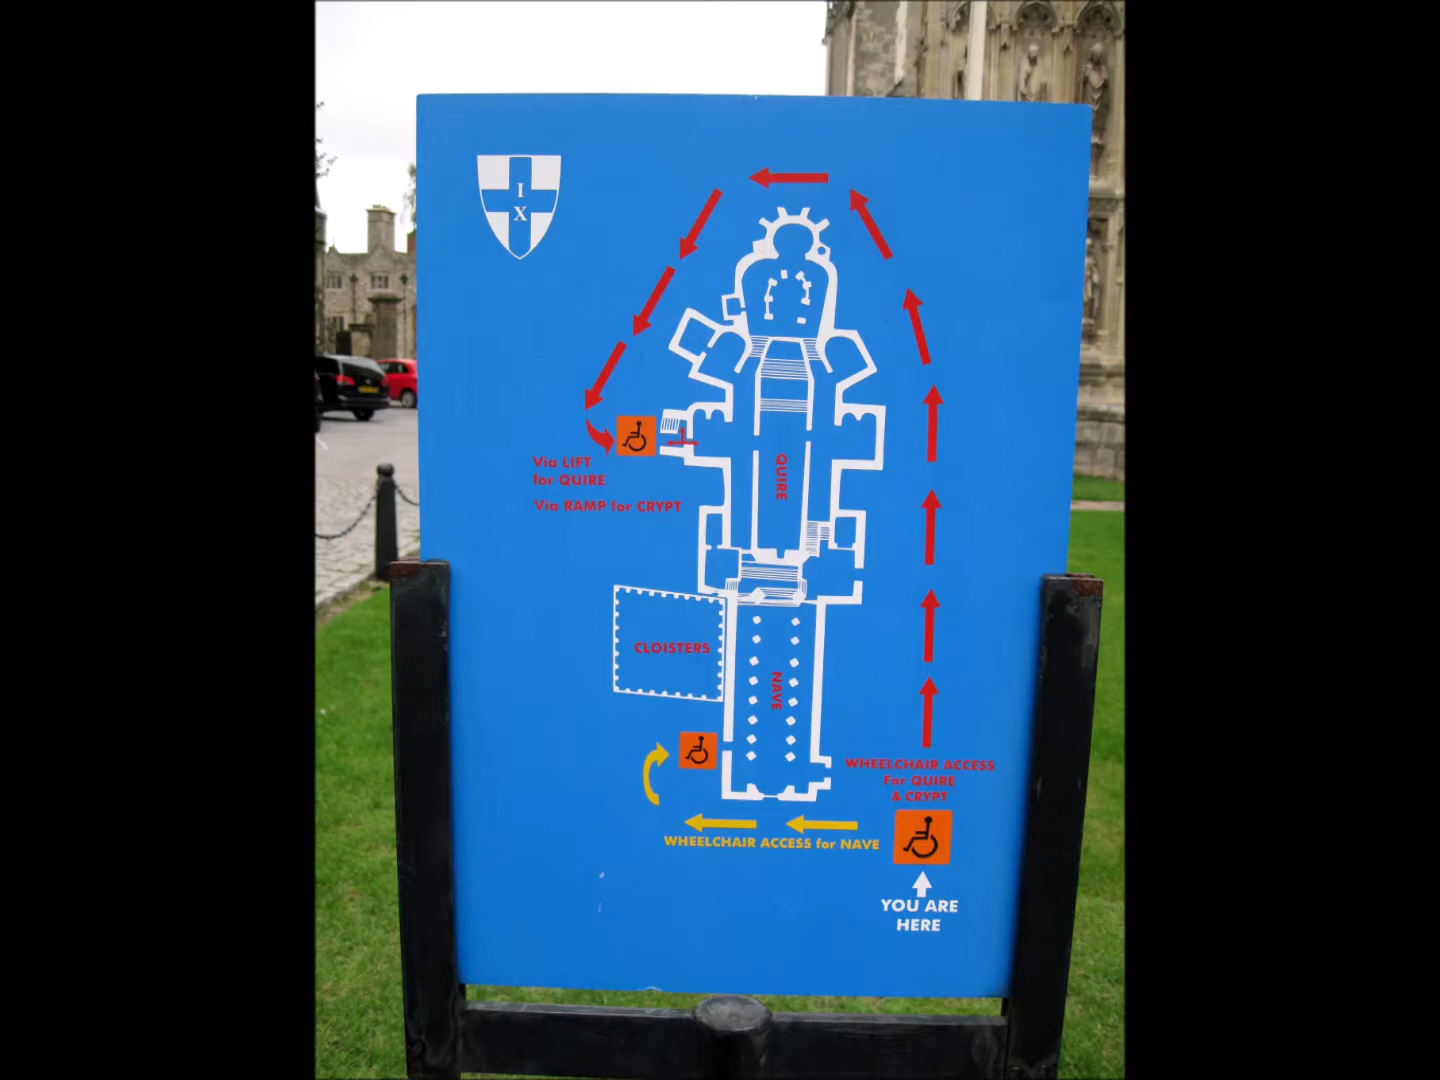 I
X
Via LIFT
for QUIRE
Via RAMP for CRYPT
QUIRE
CLOISTERS
NAVE
WHEELCHAIR ACCESS
For QUIRE
& CRYPT
WHEELCHAIR ACCESS for NAVE
YOU ARE
HERE